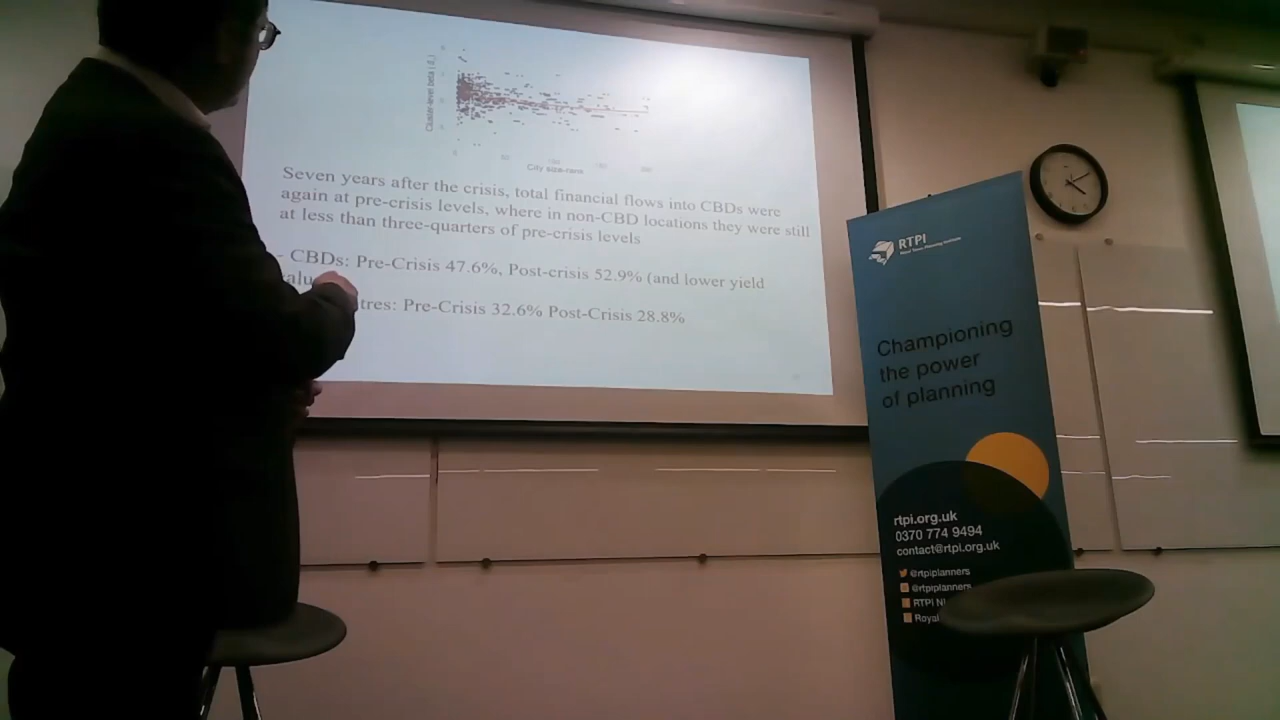 Cluster-level beta
City size-rank
Seven years after the crisis, total financial flows into CBDs were
again at pre-crisis levels, where in non-CBD locations they were still
at less than three-quarters of pre-crisis levels
- CBDs: Pre-Crisis 47.6%, Post-crisis 52.9% (and lower yield
tres: Pre-Crisis 32.6% Post-Crisis 28.8%
RTPI
Royal Town Planning Institute
Championing
the power
of planning
rtpi.org.uk
0370 774 9494
contact@rtpi.org.uk
@rtpiplanners
@rtpiplanners
RTPI
Royal